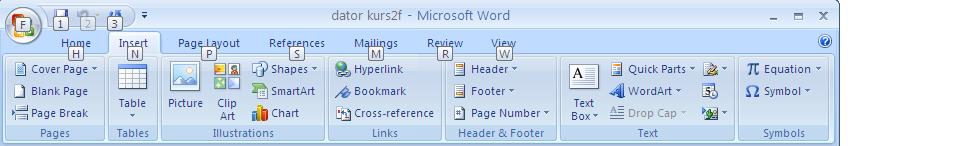 dator kurs2f - Microsoft Word
F 1 2 3
Home Insert Page Layout References Mailings Review View
H N P S M R W
Cover Page Shapes Hyperlink Header Quick Parts Equation
Blank Page SmartArt Bookmark Footer A WordArt Symbol
Page Break Table Picture Clip Art Chart Cross-reference Page Number Text Box Drop Cap
Pages Tables Illustrations Links Header & Footer Text Symbols